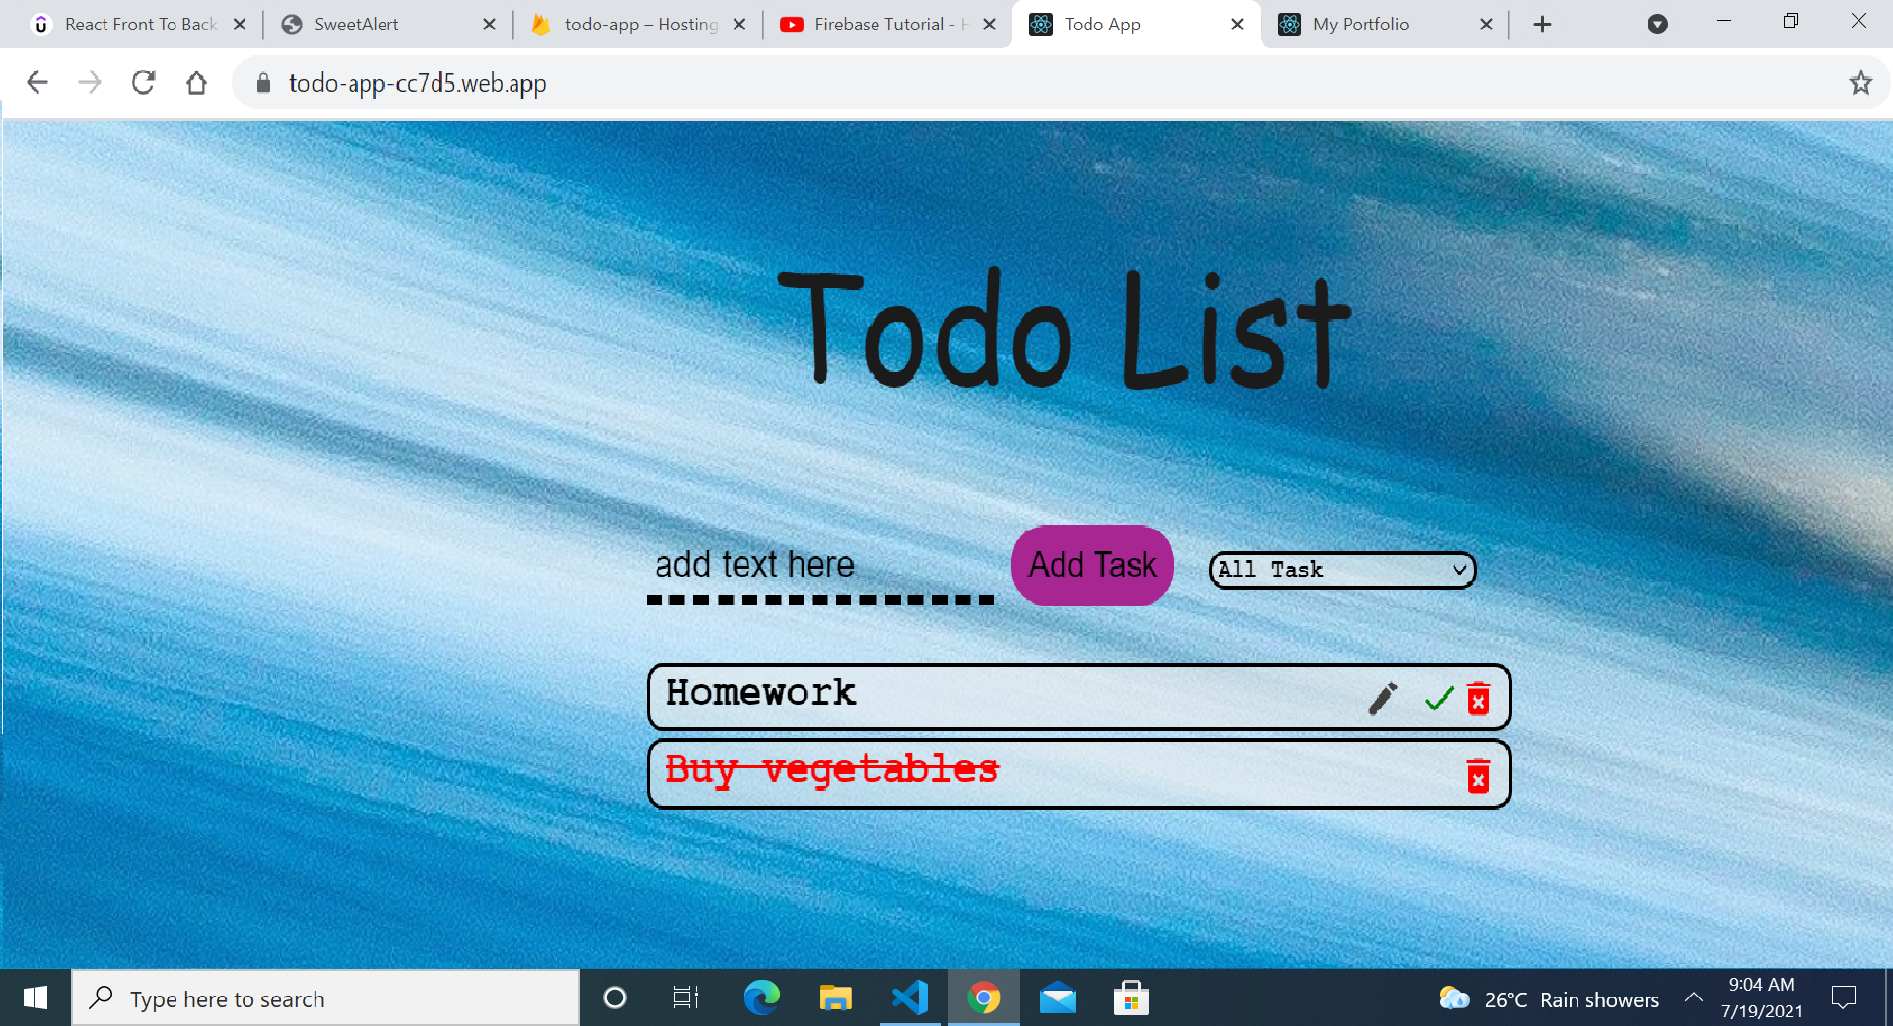 React Front To Back
SweetAlert
todo-app – Hosting
Firebase Tutorial -
Todo App
My Portfolio
todo-app-cc7d5.web.app
Todo List
add text here
Add Task
All Task
Homework
Buy vegetables
Type here to search
26°C Rain showers
9:04 AM
7/19/2021